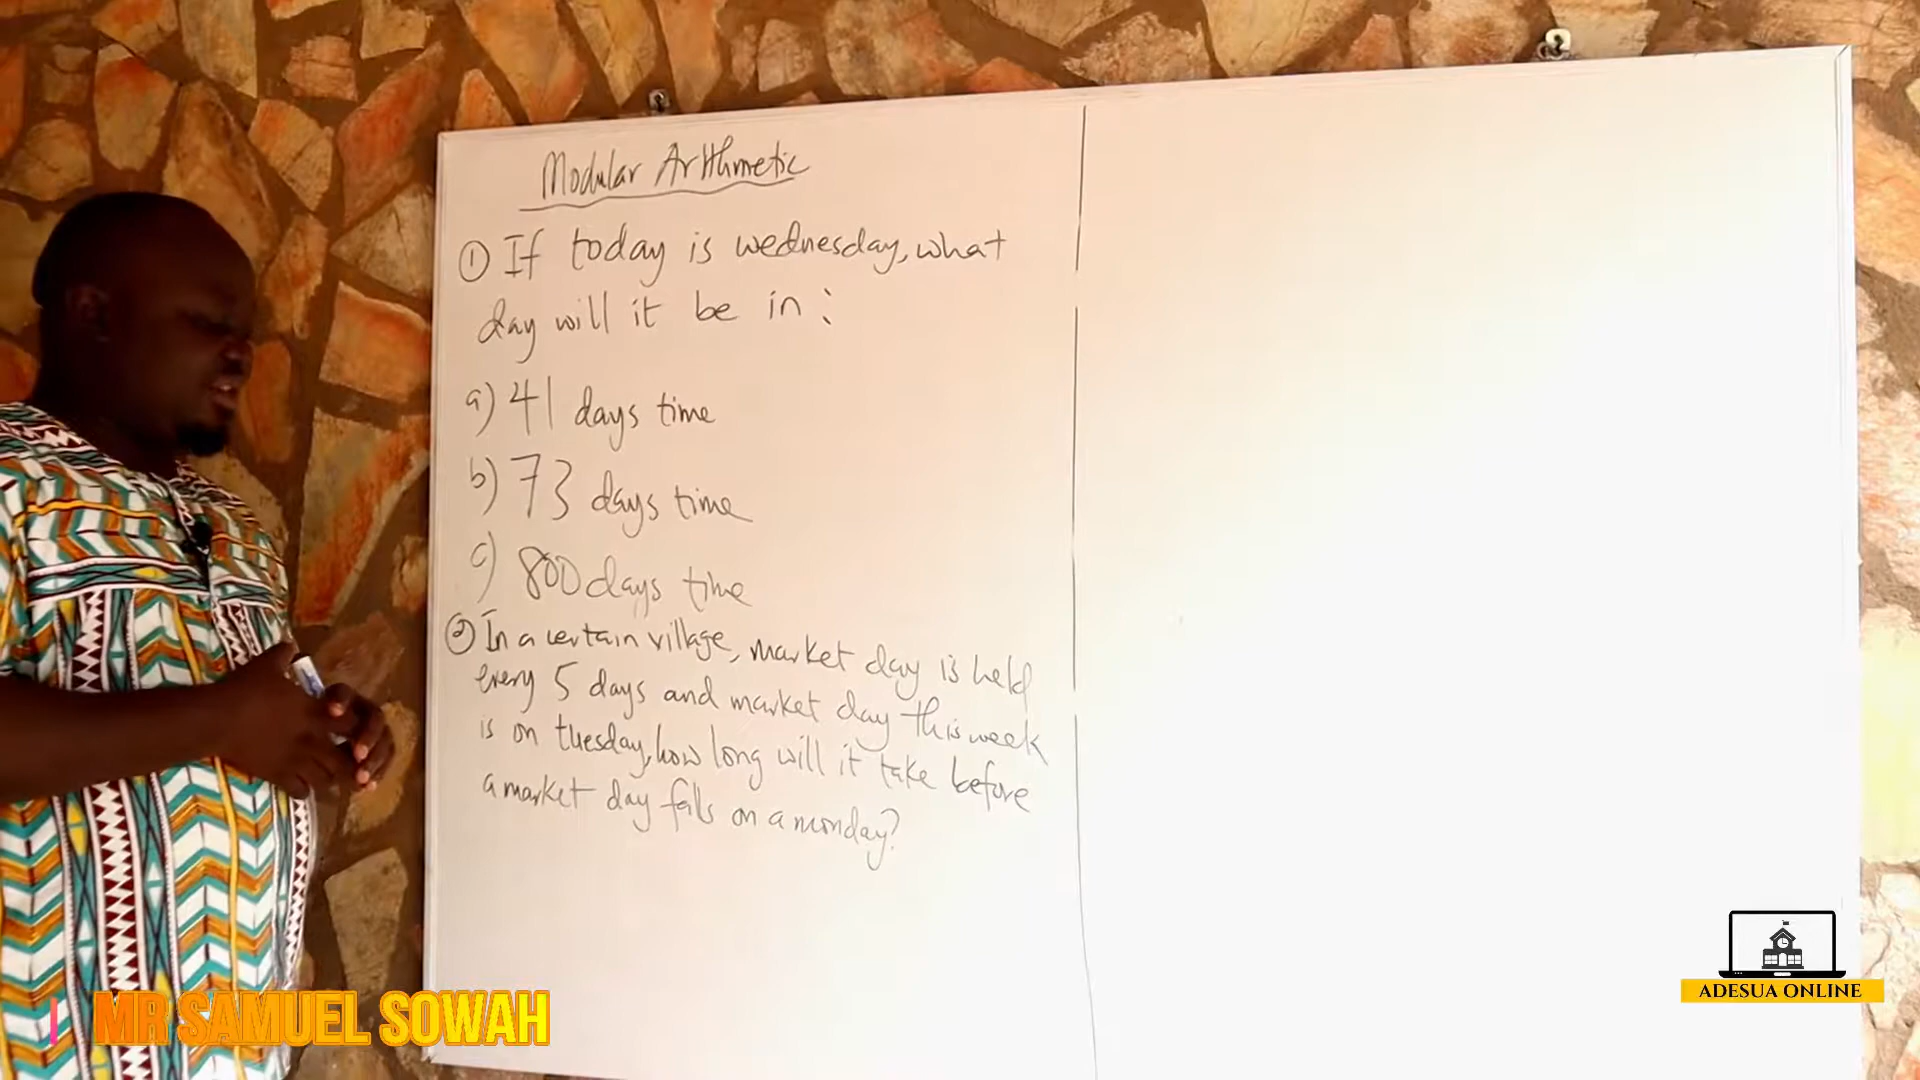 Modular Arithmetic
① If today is wednesday, what
day will it be in :
a) 41 days time
b) 73 days time
c) 800 days time
② In a certain village, market day is held
every 5 days and market day this week
is on tuesday, how long will it take before
a market day falls on a monday?
MR SAMUEL SOWAH
ADESUA ONLINE